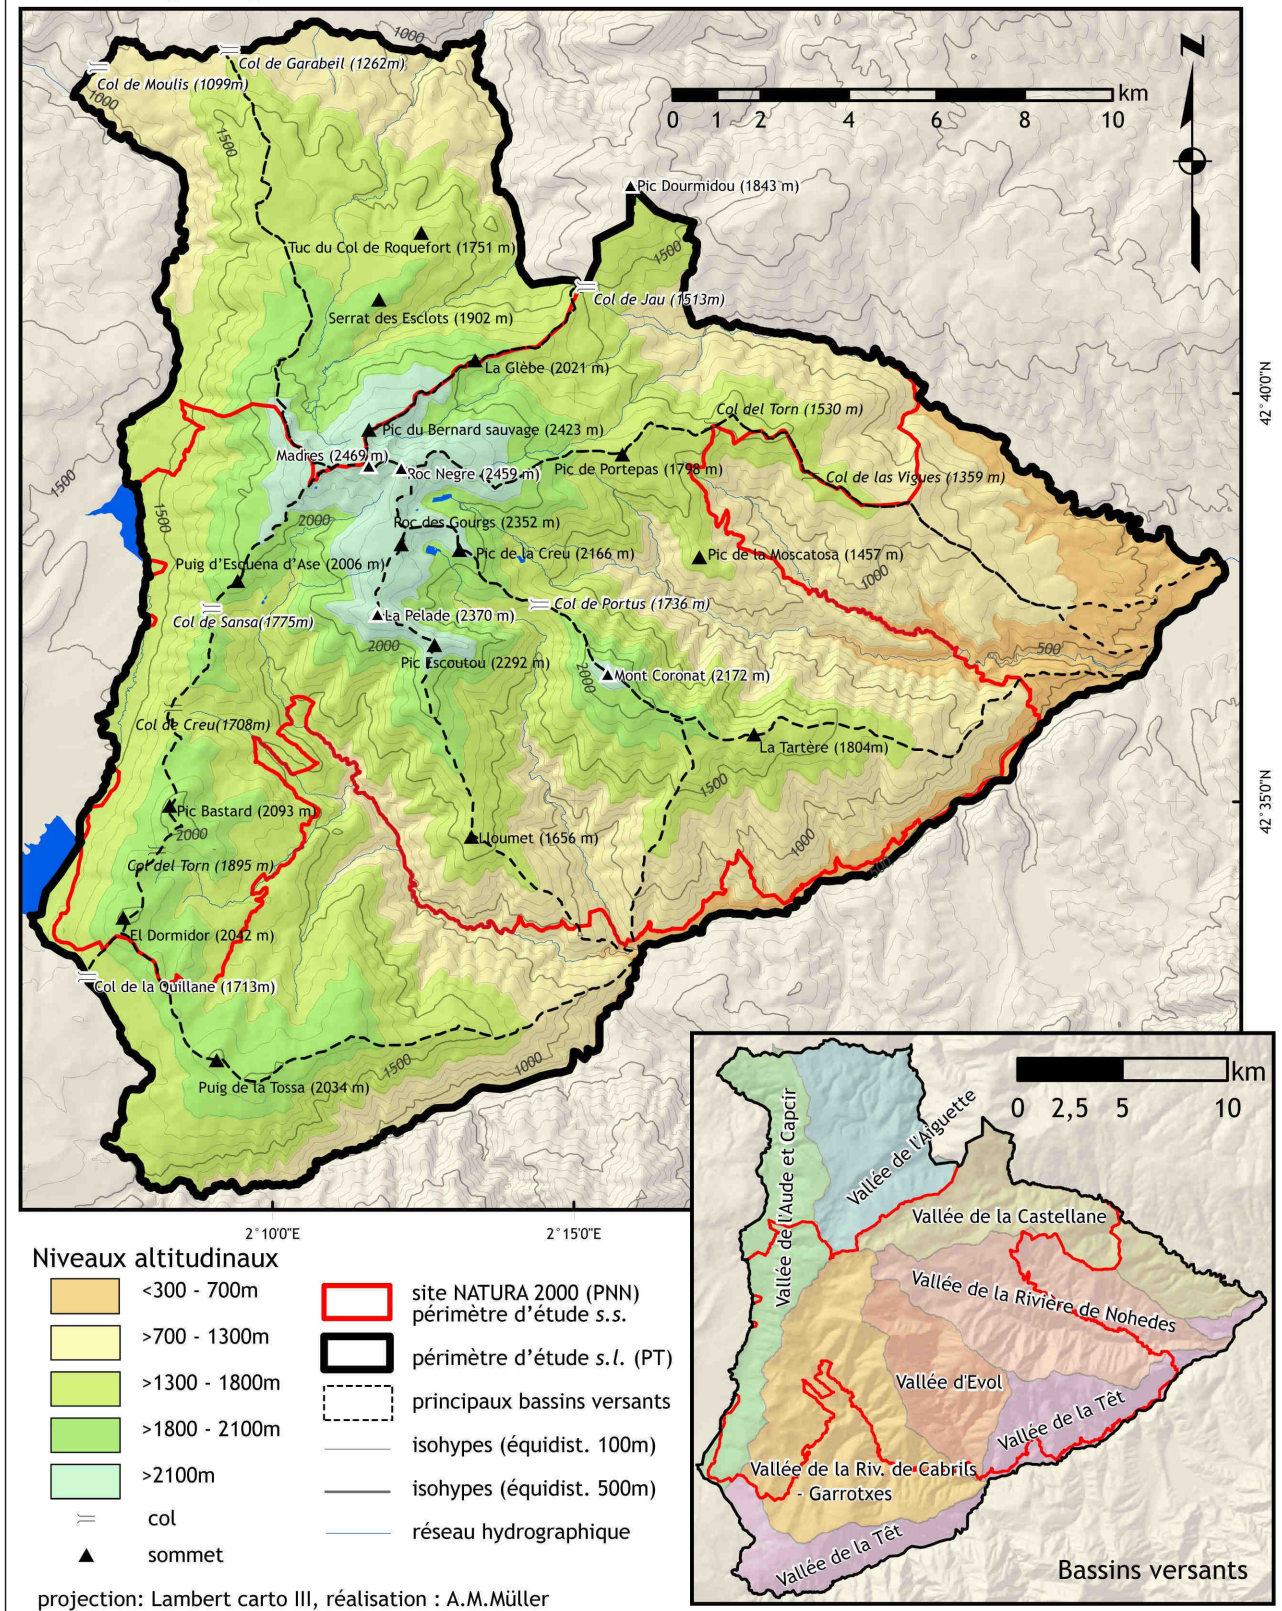 1000
Col de Garabeil (1262m)
Col de Moulis (1099m)
1000
km
0 1 2 4 6 8 10
N
1500
Pic Dourmidou (1843 m)
Tuc du Col de Roquefort (1751 m)
1500
Col de Jau (1513m)
Serrat des Esclots (1902 m)
La Glèbe (2021 m)
42°40'0"N
Col del Torn (1530 m)
Pic du Bernard sauvage (2423 m)
Madres (2469 m)
Roc Negre (2459 m)
Pic de Portepas (1798 m)
Col de las Vigues (1359 m)
1500
1500
2000
Roc des Gourgs (2352 m)
Pic de la Creu (2166 m)
Pic de la Moscatosa (1457 m)
Puig d'Esquena d'Ase (2006 m)
1000
Col de Portus (1736 m)
Col de Sansa(1775m)
La Pelade (2370 m)
2000
500
Pic Escoutou (2292 m)
2000
Mont Coronat (2172 m)
Col de Creu(1708m)
La Tartère (1804m)
1500
42°35'0"N
Pic Bastard (2093 m)
2000
Lloumet (1656 m)
1000
Col del Torn (1895 m)
500
El Dormidor (2042 m)
Col de la Quillane (1713m)
1500
1000
Puig de la Tossa (2034 m)
2°10'0"E
2°15'0"E
km
0 2,5 5 10
Vallée de l'Aude et Capcir
Vallée de l'Aiguette
Vallée de la Castellane
Vallée de la Rivière de Nohedes
Vallée d'Evol
Vallée de la Têt
Vallée de la Riv. de Cabrils
- Garrotxes
Vallée de la Têt
Bassins versants
Niveaux altitudinaux
<300 - 700m
>700 - 1300m
>1300 - 1800m
>1800 - 2100m
>2100m
col
sommet
site NATURA 2000 (PNN)
périmètre d'étude s.s.
périmètre d'étude s.l. (PT)
principaux bassins versants
isohypes (équidist. 100m)
isohypes (équidist. 500m)
réseau hydrographique
projection: Lambert carto III, réalisation : A.M.Müller